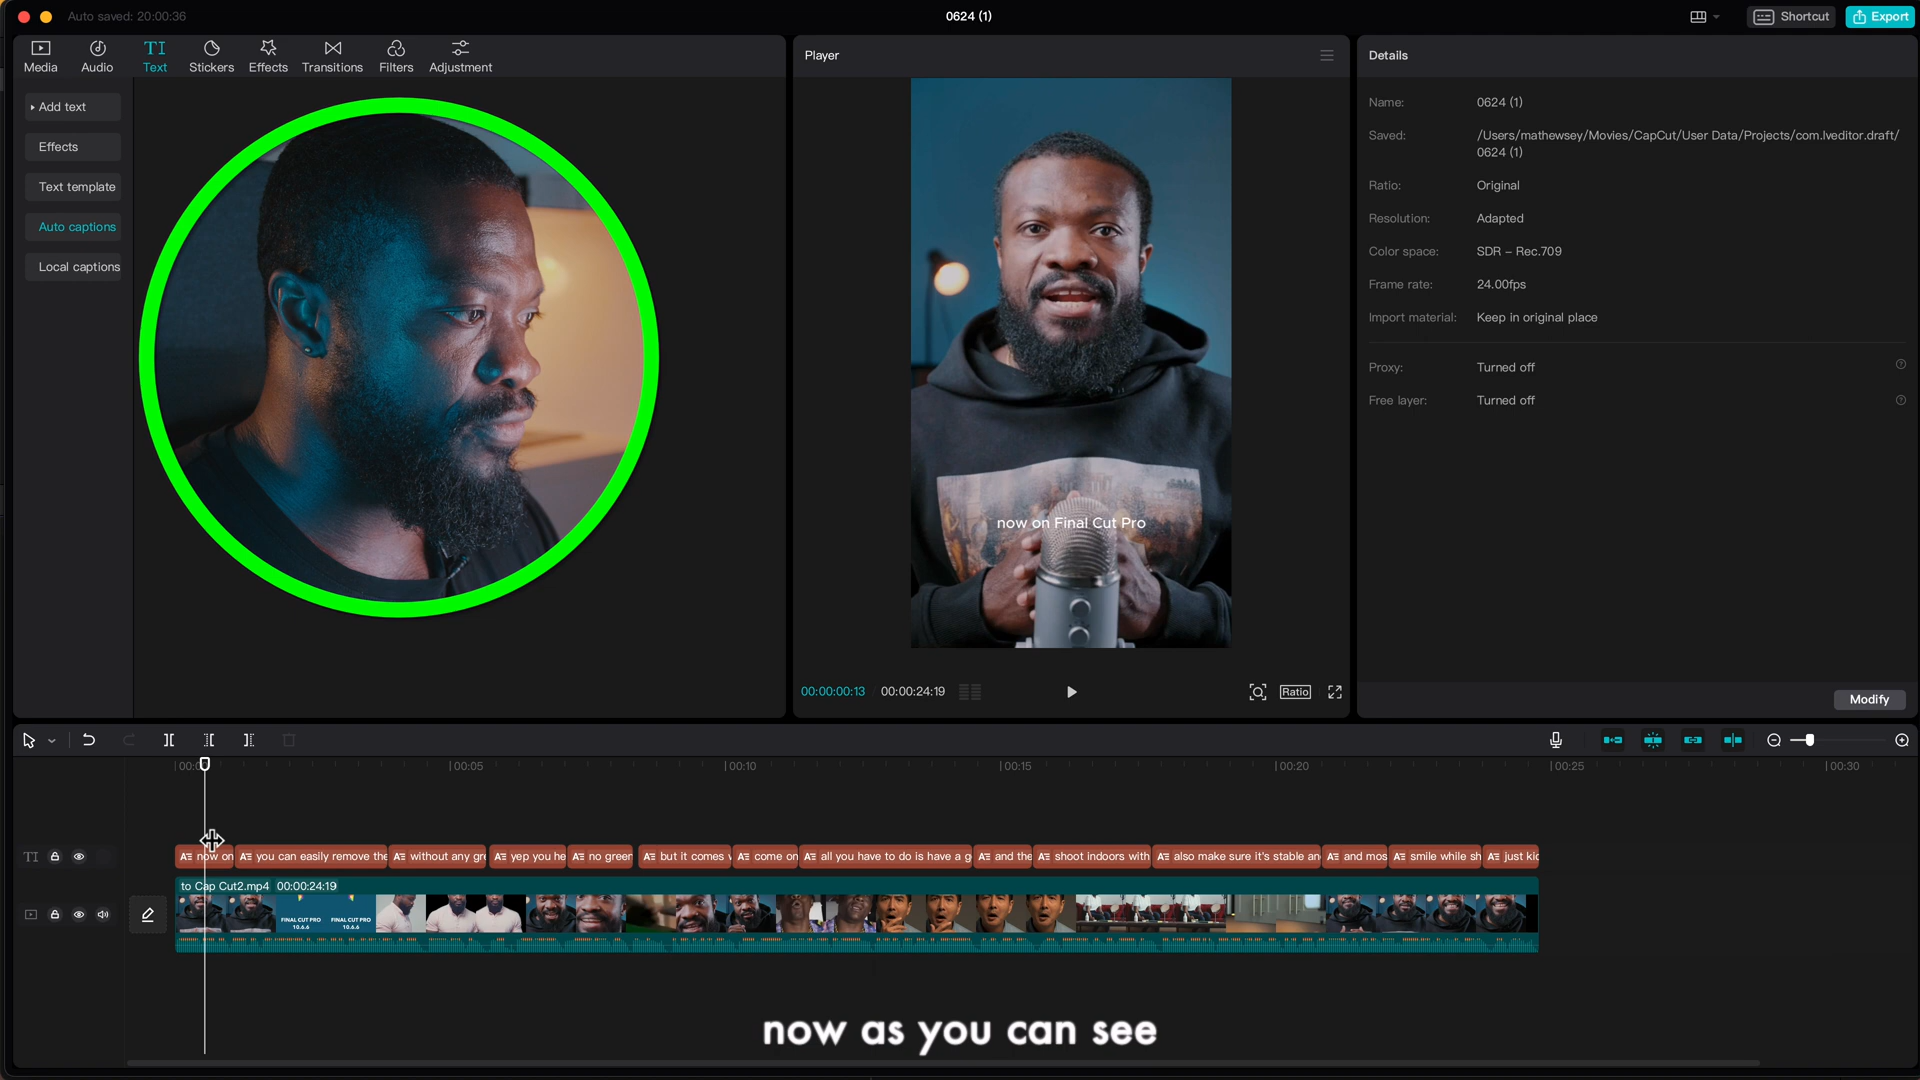 Auto saved: 20:00:36
0624 (1)
Shortcut
Export
Media
Audio
TI
Text
Stickers
Effects
Transitions
Filters
Adjustment
Add text
Effects
Text template
Auto captions
Local captions
Player
now on Final Cut Pro
00:00:00:13
00:00:24:19
Ratio
Details
Name: 0624 (1)
Saved: /Users/mathewsey/Movies/CapCut/User Data/Projects/com.lveditor.draft/
0624 (1)
Ratio: Original
Resolution: Adapted
Color space: SDR – Rec.709
Frame rate: 24.00fps
Import material: Keep in original place
Proxy: Turned off
Free layer: Turned off
Modify
00:05
00:10
00:15
00:20
00:25
00:30
TI
now on
you can easily remove the
without any gr
yep you he
no green
but it comes
come on
all you have to do is have a g
and the
shoot indoors with
also make sure it's stable an
and mos
smile while sh
just kid
to Cap Cut2.mp4 00:00:24:19
FINAL CUT PRO
10.6.6
FINAL CUT PRO
10.6.6
now as you can see